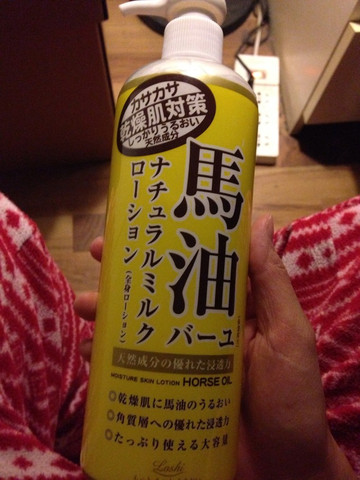 カサカサ
乾燥肌対策
しっかりうるおい
天然成分
馬油
バーユ
ナチュラルミルク
ローション
(全身ローション)
天然成分の優れた浸透力
MOISTURE SKIN LOTION HORSE OIL
◎乾燥肌に馬油のうるおい
◎角質層への優れた浸透力
◎たっぷり使える大容量
Loshi